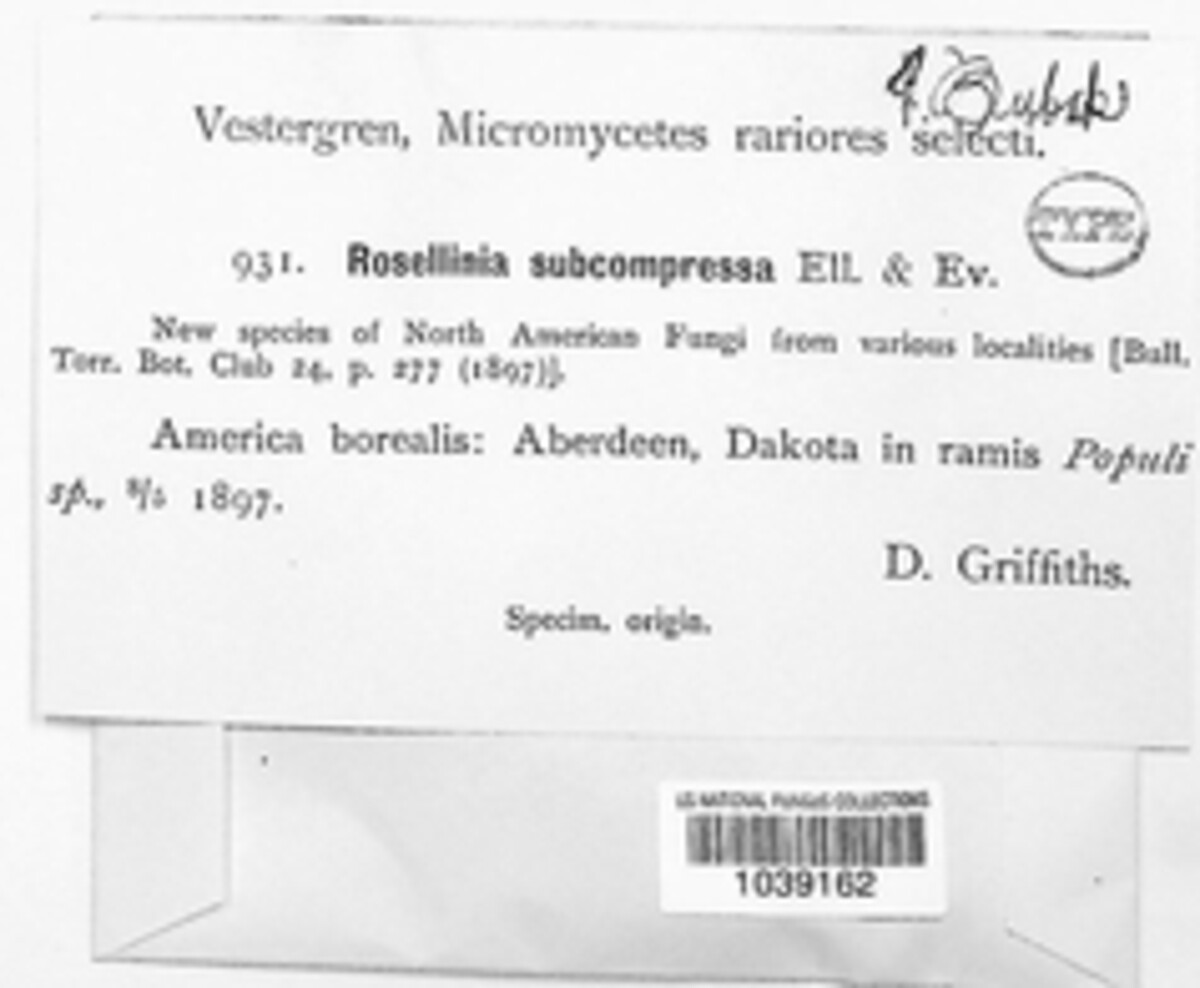 Vestergren, Micromycetes rariores selecti.
TYPE
931. Rosellinia subcompressa Ell. & Ev.
New species of North American Fungi from various localities [Bull.
Torr. Bot. Club 24, p. 277 (1897)].
America borealis: Aberdeen, Dakota in ramis Populi
sp., 1897.
D. Griffiths.
Specim. origin.
US NATIONAL FUNGUS COLLECTIONS
1039162